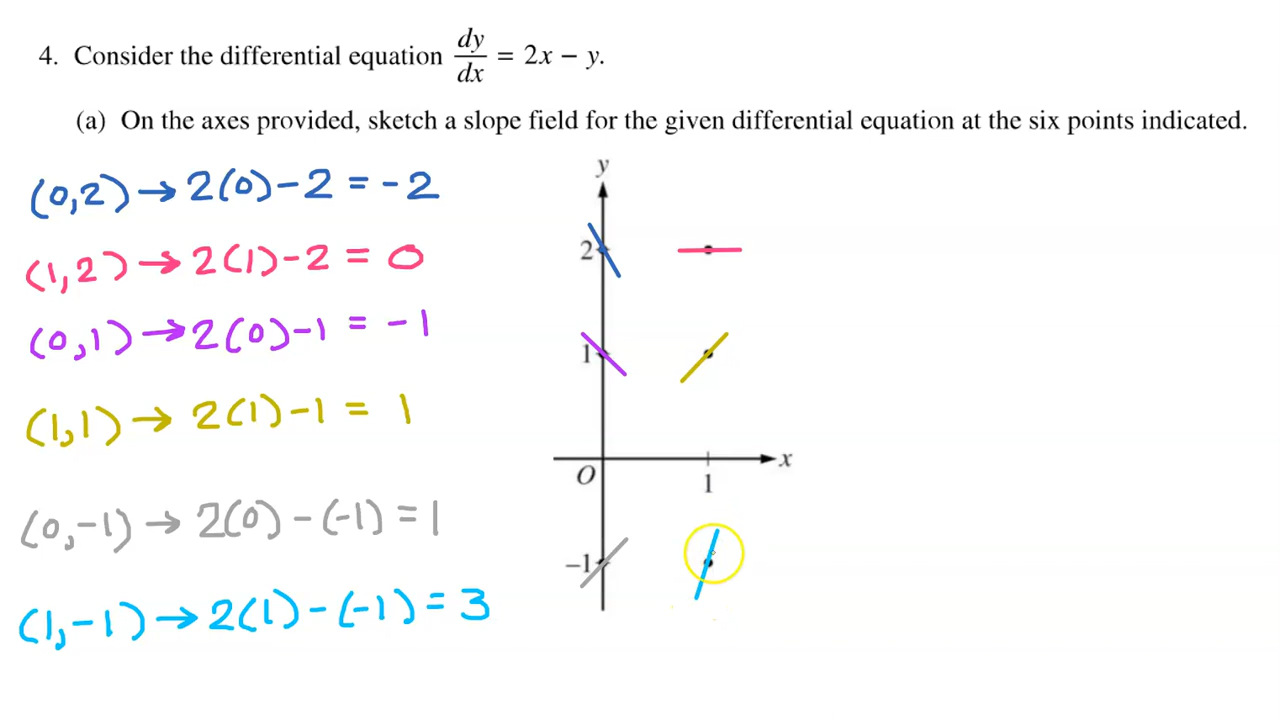 4. Consider the differential equation dy/dx = 2x − y.
(a) On the axes provided, sketch a slope field for the given differential equation at the six points indicated.
(0,2) → 2(0)-2 = -2
(1,2) → 2(1)-2 = 0
(0,1) → 2(0)-1 = -1
(1,1) → 2(1)-1 = 1
(0,-1) → 2(0)-(-1) = 1
(1,-1) → 2(1)-(-1) = 3
y
2
1
O
x
1
−1